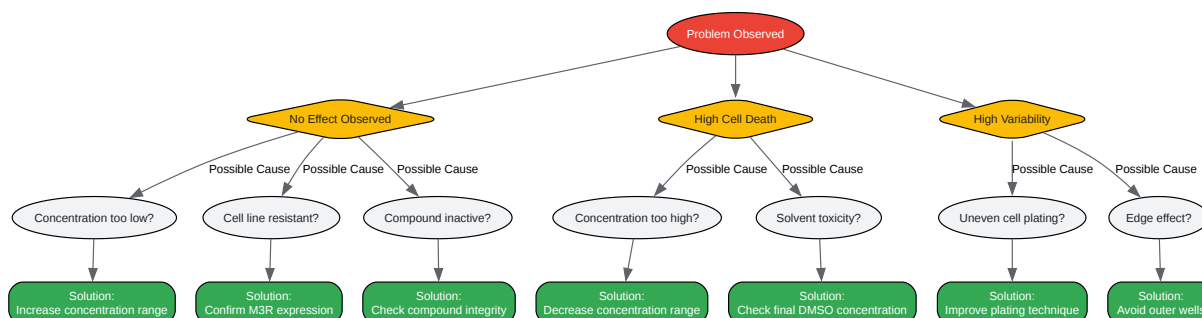 Problem Observed
No Effect Observed
High Cell Death
High Variability
Possible Cause
Possible Cause
Possible Cause
Possible Cause
Possible Cause
Possible Cause
Possible Cause
Concentration too low?
Cell line resistant?
Compound inactive?
Concentration too high?
Solvent toxicity?
Uneven cell plating?
Edge effect?
Solution:
Increase concentration range
Solution:
Confirm M3R expression
Solution:
Check compound integrity
Solution:
Decrease concentration range
Solution:
Check final DMSO concentration
Solution:
Improve plating technique
Solution:
Avoid outer wells